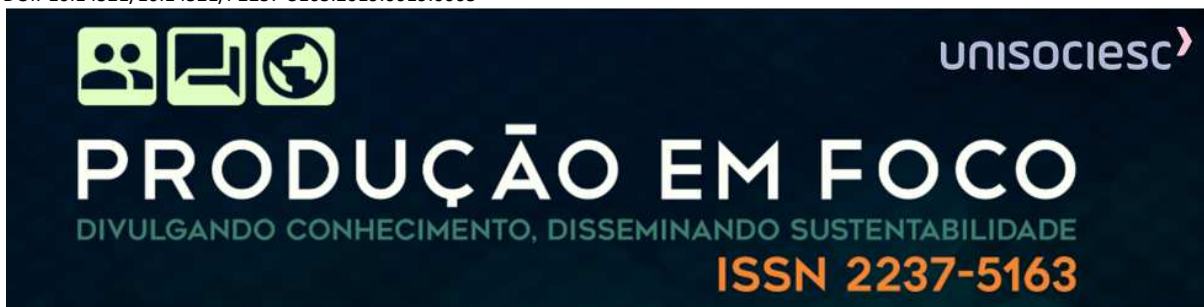 unisociesc
PRODUÇÃO EM FOCO
DIVULGANDO CONHECIMENTO, DISSEMINANDO SUSTENTABILIDADE
ISSN 2237-5163